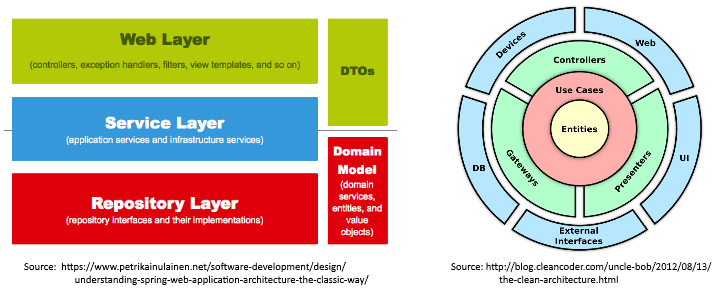 Web Layer
(controllers, exception handlers, filters, view templates, and so on)
DTOs
Service Layer
(application services and infrastructure services)
Repository Layer
(repository interfaces and their implementations)
Domain
Model
(domain
services,
entities, and
value
objects)
Source:  https://www.petrikainulainen.net/software-development/design/
understanding-spring-web-application-architecture-the-classic-way/
Devices
Web
Controllers
Use Cases
Entities
DB
Gateways
Presenters
UI
External
Interfaces
Source: http://blog.cleancoder.com/uncle-bob/2012/08/13/
the-clean-architecture.html